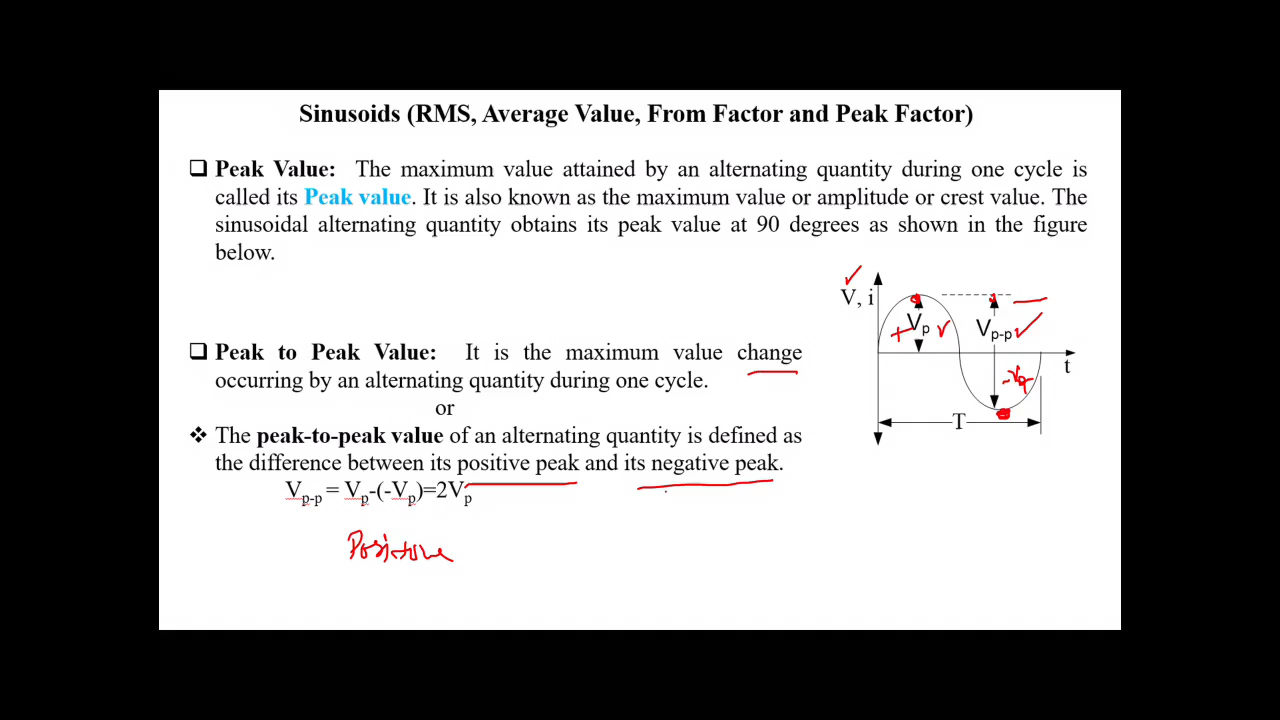 Sinusoids (RMS, Average Value, From Factor and Peak Factor)
❑ Peak Value: The maximum value attained by an alternating quantity during one cycle is
called its Peak value. It is also known as the maximum value or amplitude or crest value. The
sinusoidal alternating quantity obtains its peak value at 90 degrees as shown in the figure
below.
V, i
+ Vp
Vp-p
-Vp
t
T
❑ Peak to Peak Value: It is the maximum value change
occurring by an alternating quantity during one cycle.
or
❖ The peak-to-peak value of an alternating quantity is defined as
the difference between its positive peak and its negative peak.
Vp-p = Vp-(-Vp)=2Vp
Positive